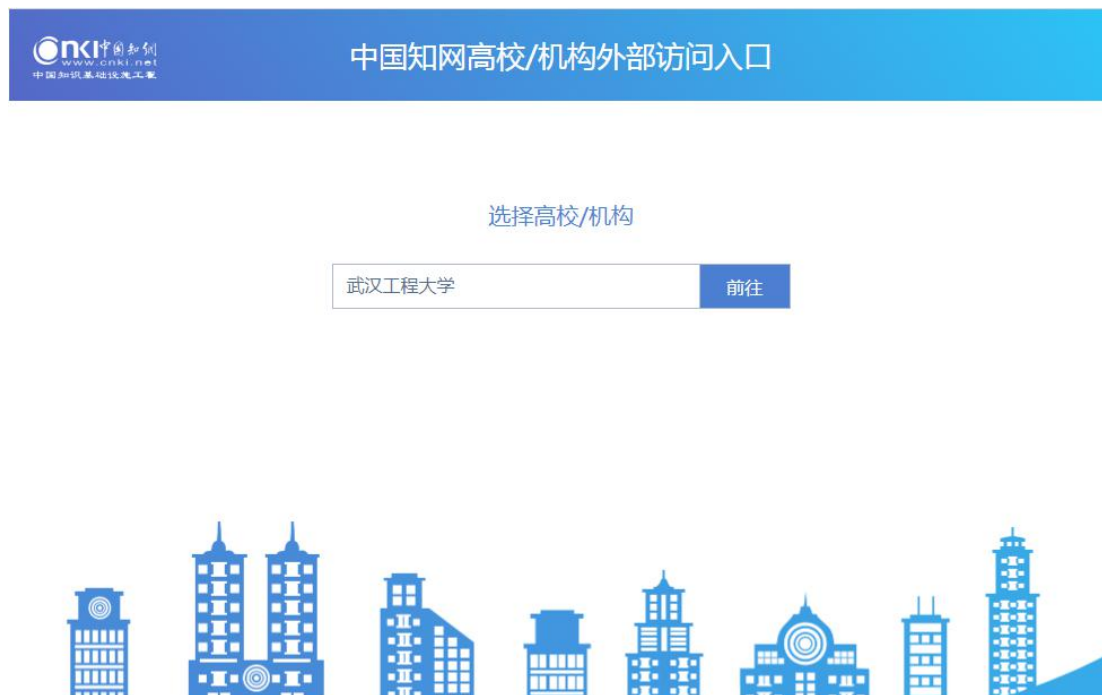 cnki中国知网
www.cnki.net
中国知识基础设施工程
中国知网高校/机构外部访问入口
选择高校/机构
武汉工程大学
前往